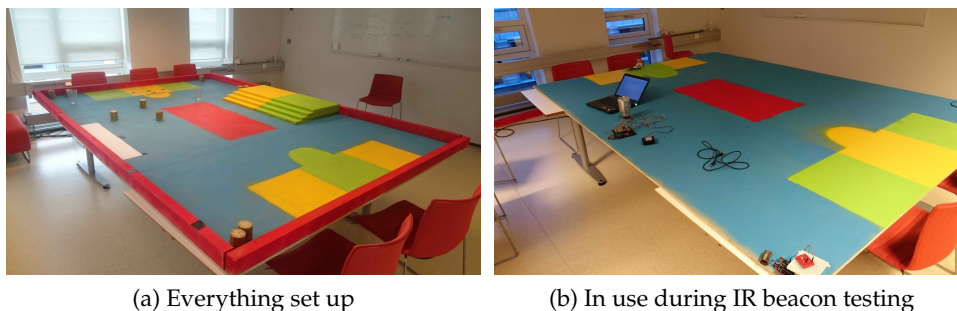 (a) Everything set up
(b) In use during IR beacon testing